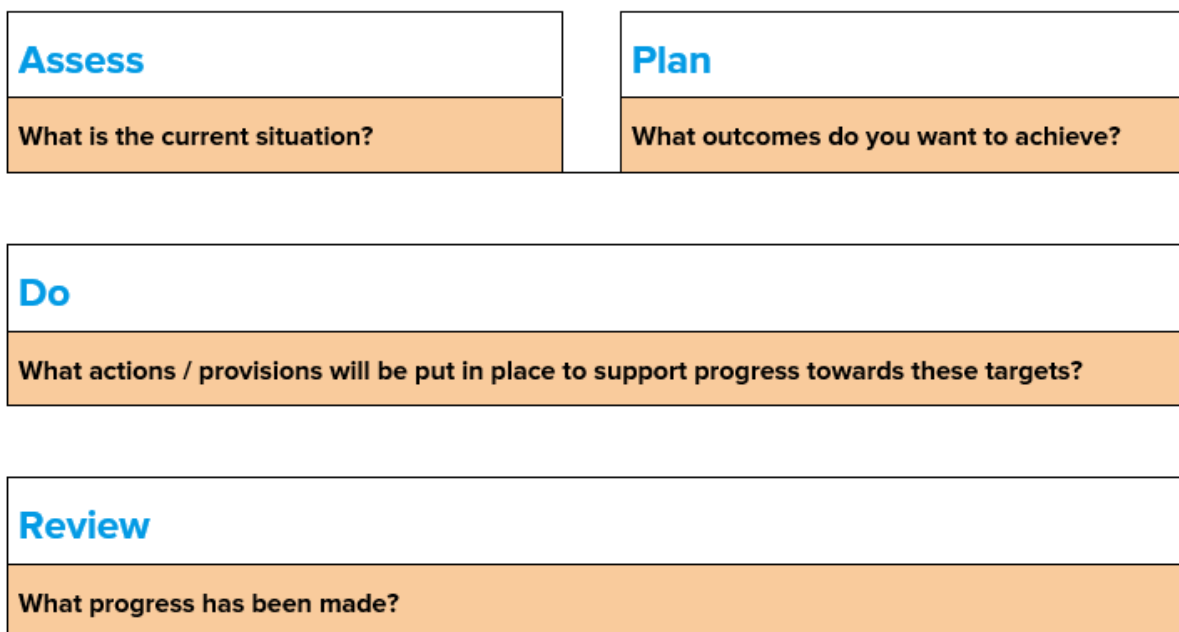 Assess
What is the current situation?
Plan
What outcomes do you want to achieve?
Do
What actions / provisions will be put in place to support progress towards these targets?
Review
What progress has been made?